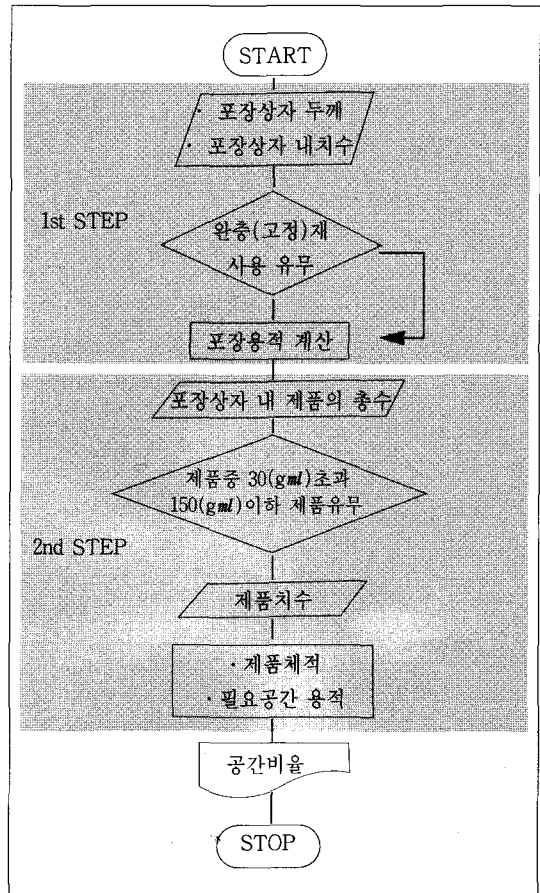 START
· 포장상자 두께
· 포장상자 내치수
1st STEP
완충(고정)재
사용 유무
포장용적 계산
포장상자 내 제품의 총수
제품중 30(gml)초과
150(gml)이하 제품유무
2nd STEP
제품치수
· 제품체적
· 필요공간 용적
공간비율
STOP